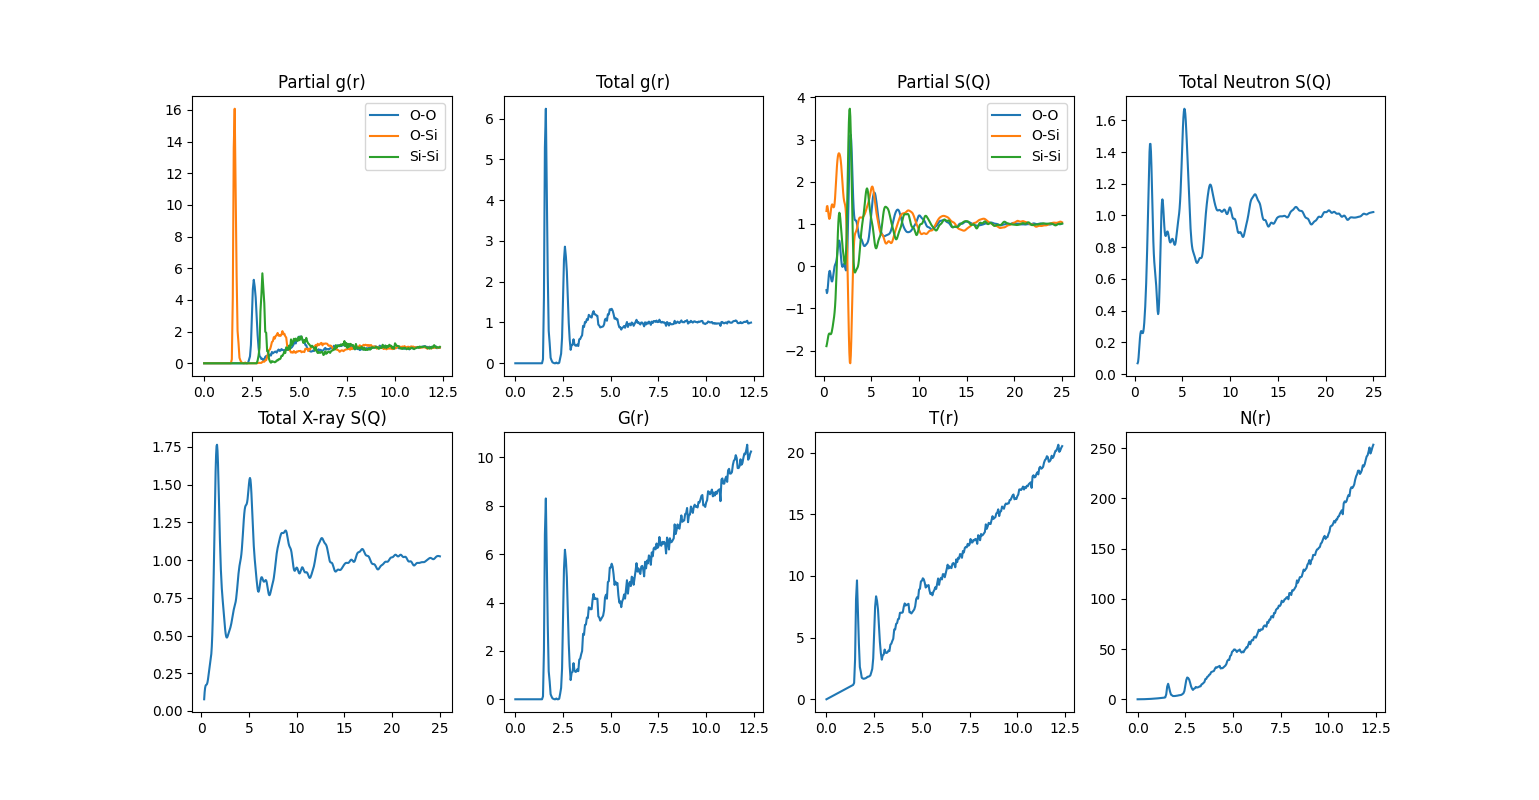 Partial g(r)
16
14
12
10
8
6
4
2
0
0.0 2.5 5.0 7.5 10.0 12.5
O-O
O-Si
Si-Si
Total g(r)
6
5
4
3
2
1
0
0.0 2.5 5.0 7.5 10.0 12.5
Partial S(Q)
4
3
2
1
0
−1
−2
0 5 10 15 20 25
O-O
O-Si
Si-Si
Total Neutron S(Q)
1.6
1.4
1.2
1.0
0.8
0.6
0.4
0.2
0.0
0 5 10 15 20 25
Total X-ray S(Q)
1.75
1.50
1.25
1.00
0.75
0.50
0.25
0.00
0 5 10 15 20 25
G(r)
10
8
6
4
2
0
0.0 2.5 5.0 7.5 10.0 12.5
T(r)
20
15
10
5
0
0.0 2.5 5.0 7.5 10.0 12.5
N(r)
250
200
150
100
50
0
0.0 2.5 5.0 7.5 10.0 12.5